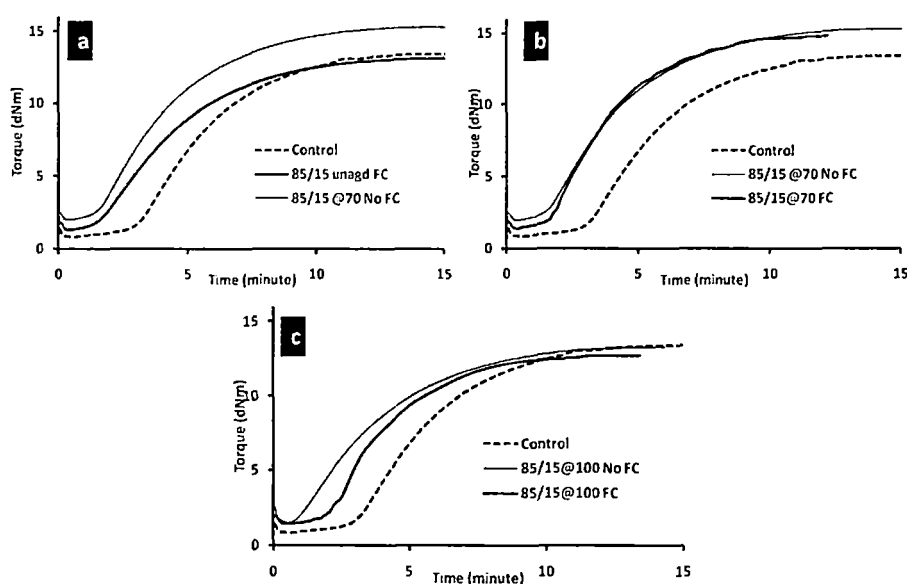 a
15
10
5
0
Torque (dNm)
Control
85/15 unagd FC
85/15 @70 No FC
0 5 10 15
Time (minute)
b
15
10
5
0
Torque (dNm)
Control
85/15 @70 No FC
85/15@70 FC
0 5 10 15
Time (minute)
c
15
10
5
0
Torque (dNm)
Control
85/15@100 No FC
85/15@100 FC
0 5 10 15
Time (minute)